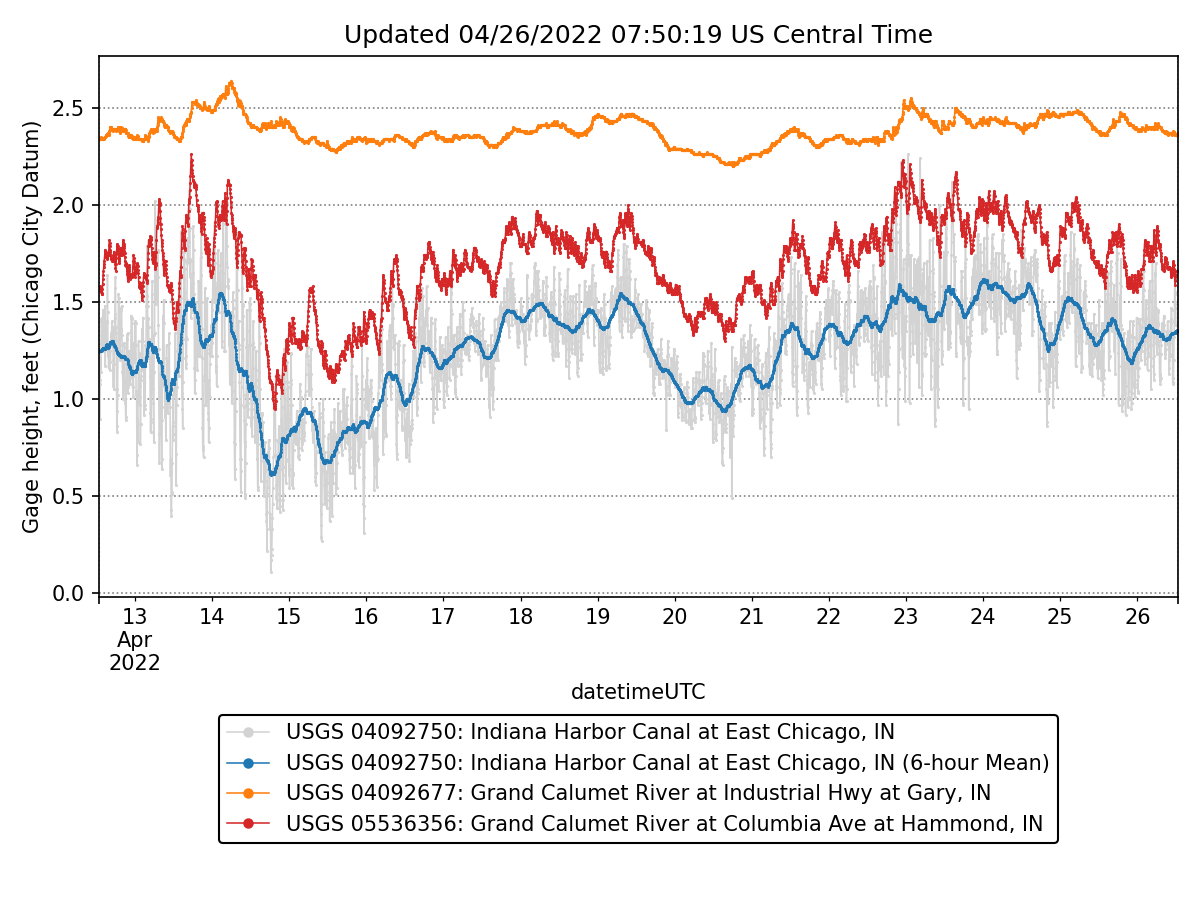 Updated 04/26/2022 07:50:19 US Central Time
Gage height, feet (Chicago City Datum)
2.5
2.0
1.5
1.0
0.5
0.0
13 14 15 16 17 18 19 20 21 22 23 24 25 26
Apr
2022
datetimeUTC
USGS 04092750: Indiana Harbor Canal at East Chicago, IN
USGS 04092750: Indiana Harbor Canal at East Chicago, IN (6-hour Mean)
USGS 04092677: Grand Calumet River at Industrial Hwy at Gary, IN
USGS 05536356: Grand Calumet River at Columbia Ave at Hammond, IN